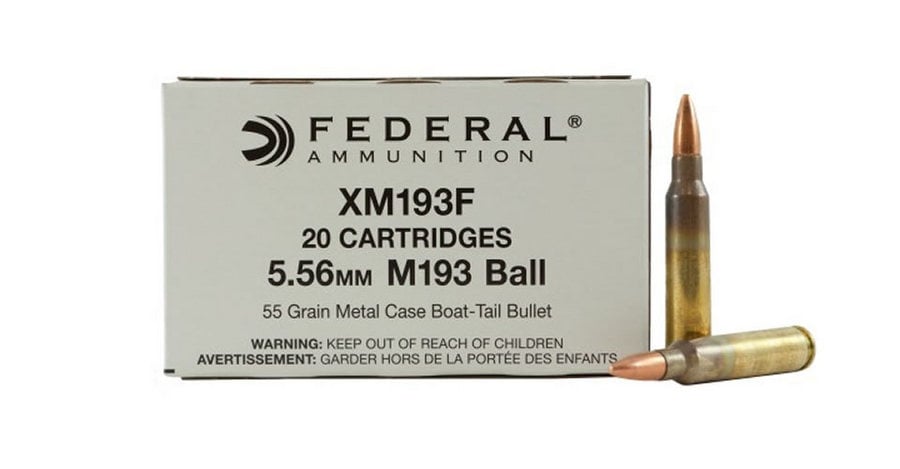 FEDERAL®
AMMUNITION
XM193F
20 CARTRIDGES
5.56MM M193 Ball
55 Grain Metal Case Boat-Tail Bullet
WARNING: KEEP OUT OF REACH OF CHILDREN
AVERTISSEMENT: GARDER HORS DE LA PORTÉE DES ENFANTS